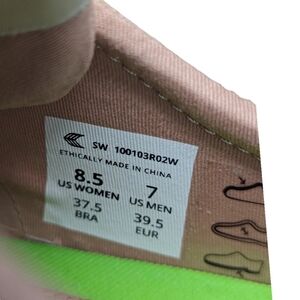 SW 100103R02W
ETHICALLY MADE IN CHINA
8.5 7
US WOMEN US MEN
37.5 39.5
BRA EUR